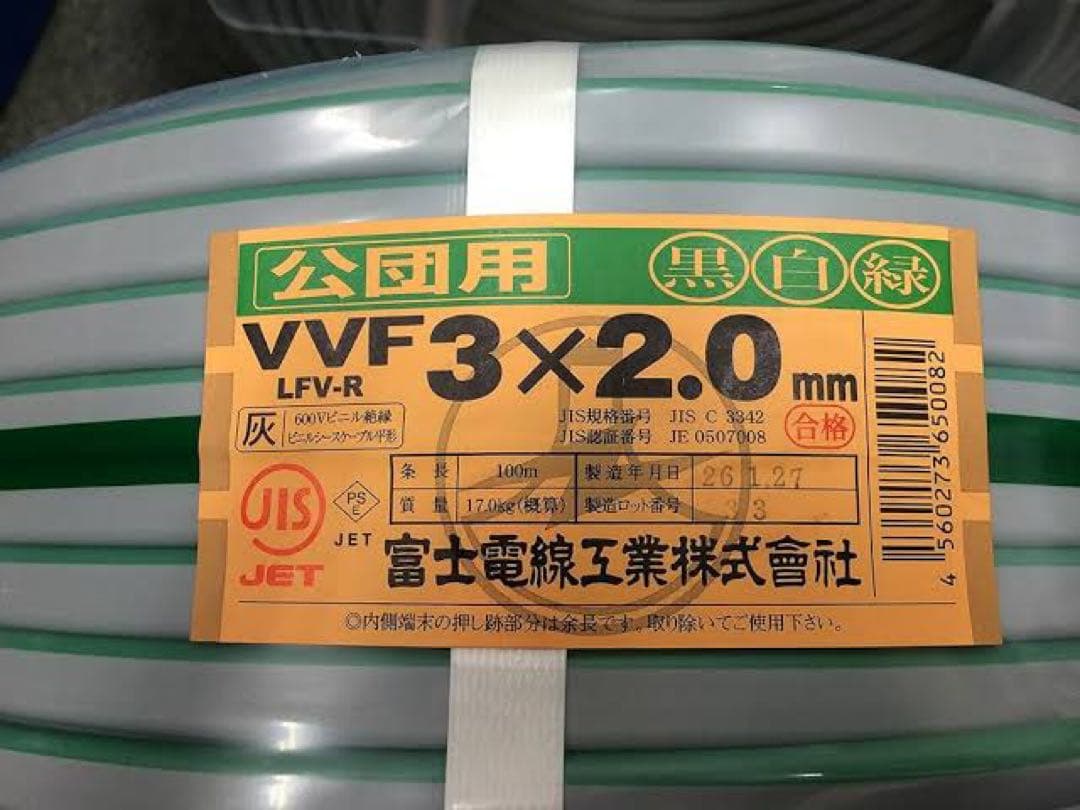 公団用 黒 白 緑
VVF 3×2.0mm
LFV-R
灰 600Vビニル絶縁
ビニルシースケーブル平形
JIS規格番号 JIS C 3342
JIS認証番号 JE 0507008
合格
条長 100m 製造年月日 26.1.27
質量 17.0kg(概算) 製造ロット番号 33
JIS
JET
PS
E
JET
富士電線工業株式會社
◎内側端末の押し跡部分は余長です。取り除いてご使用下さい。
4560273650082